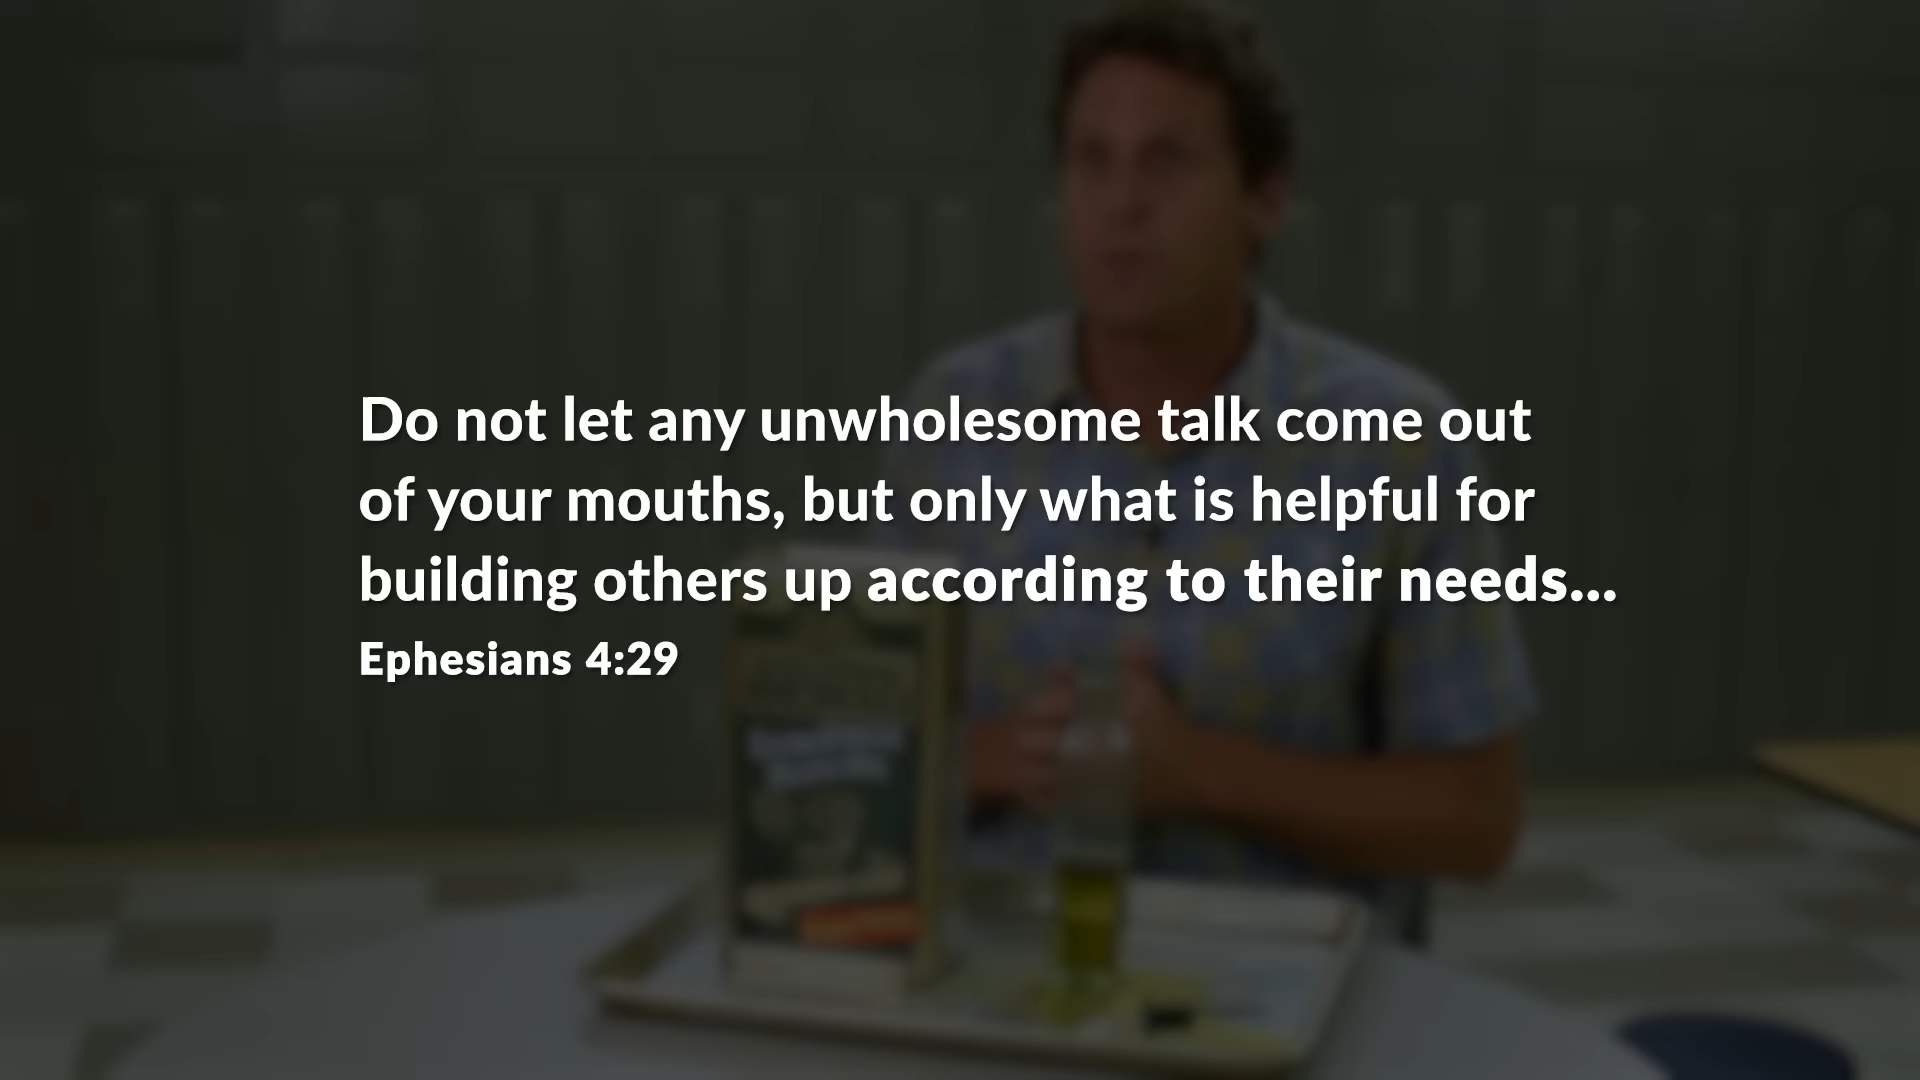 Do not let any unwholesome talk come out
of your mouths, but only what is helpful for
building others up according to their needs...
Ephesians 4:29